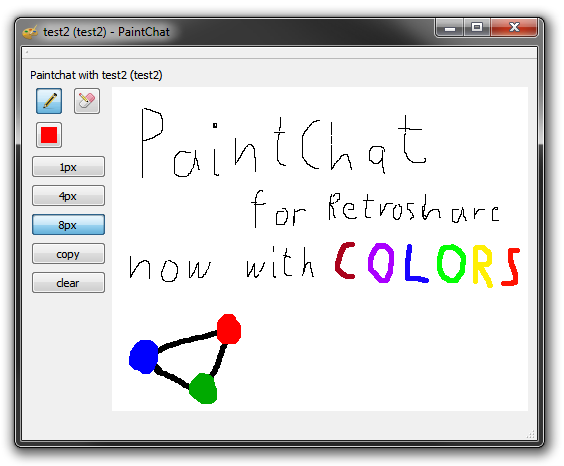 test2 (test2) - PaintChat
Paintchat with test2 (test2)
1px
4px
8px
copy
clear
PaintChat
for Retroshare
now with COLORS